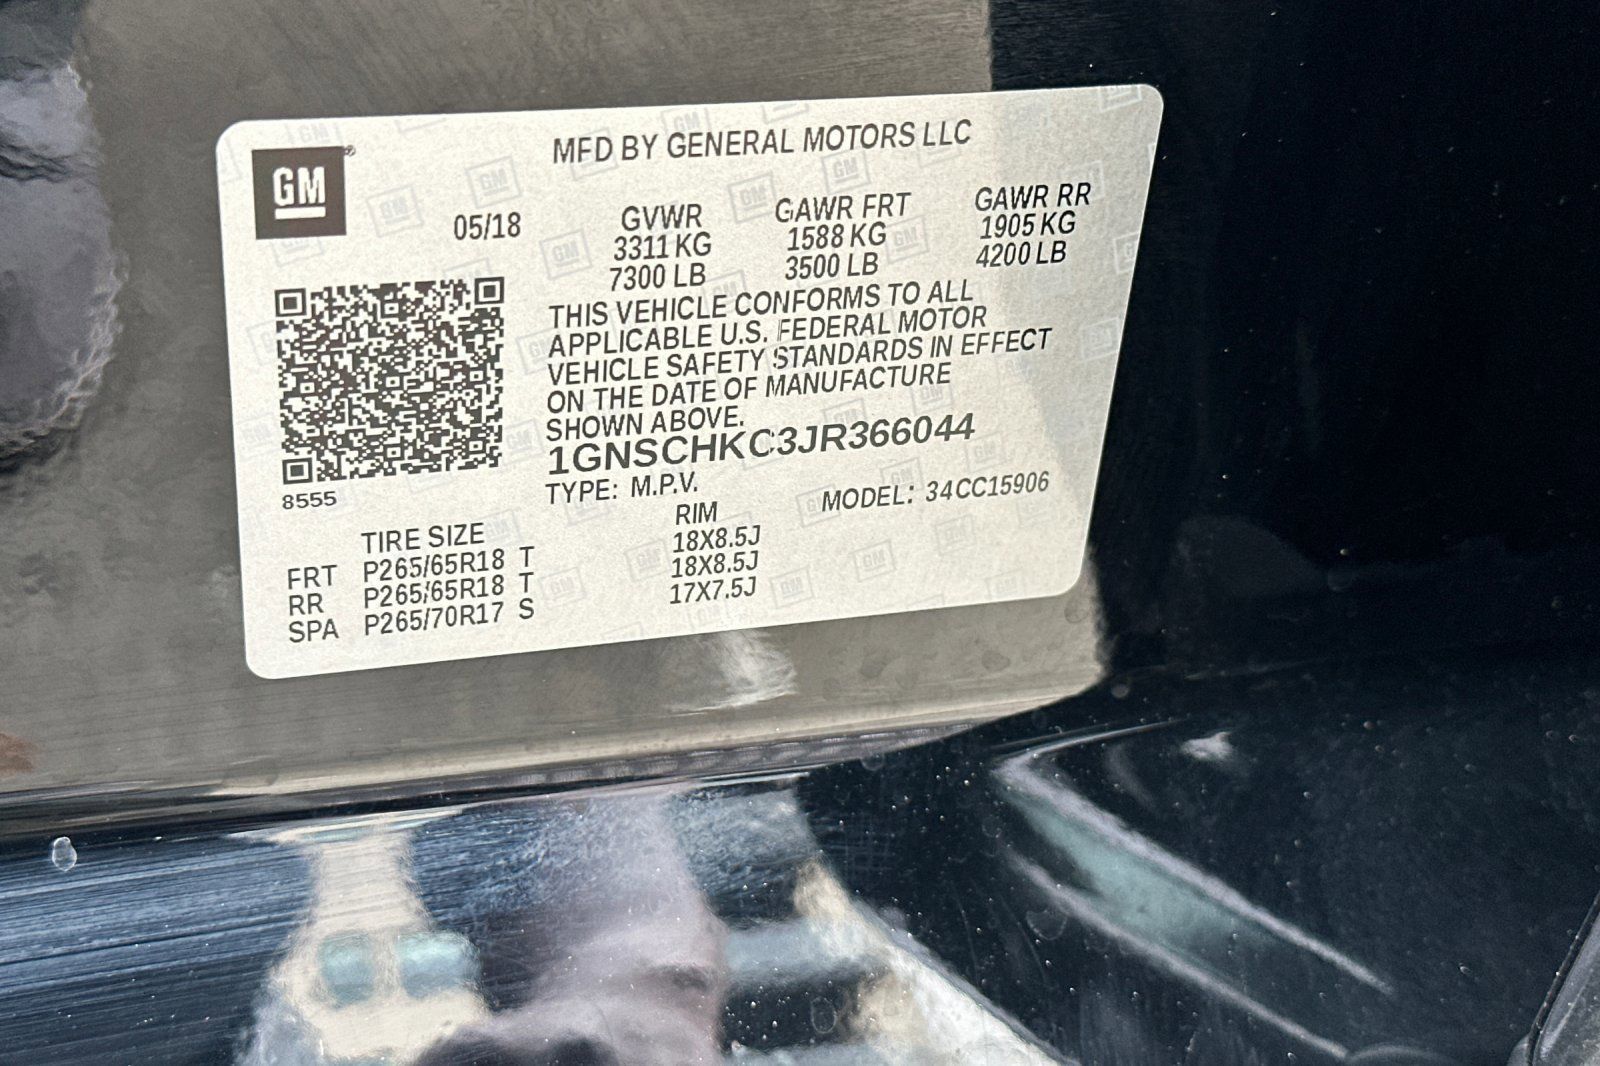 MFD BY GENERAL MOTORS LLC
GM®
05/18
GVWR GAWR FRT GAWR RR
3311 KG 1588 KG 1905 KG
7300 LB 3500 LB 4200 LB
THIS VEHICLE CONFORMS TO ALL
APPLICABLE U.S. FEDERAL MOTOR
VEHICLE SAFETY STANDARDS IN EFFECT
ON THE DATE OF MANUFACTURE
SHOWN ABOVE.
1GNSCHKC3JR366044
8555
TYPE: M.P.V. MODEL: 34CC15906
TIRE SIZE RIM
FRT P265/65R18 T 18X8.5J
RR P265/65R18 T 18X8.5J
SPA P265/70R17 S 17X7.5J